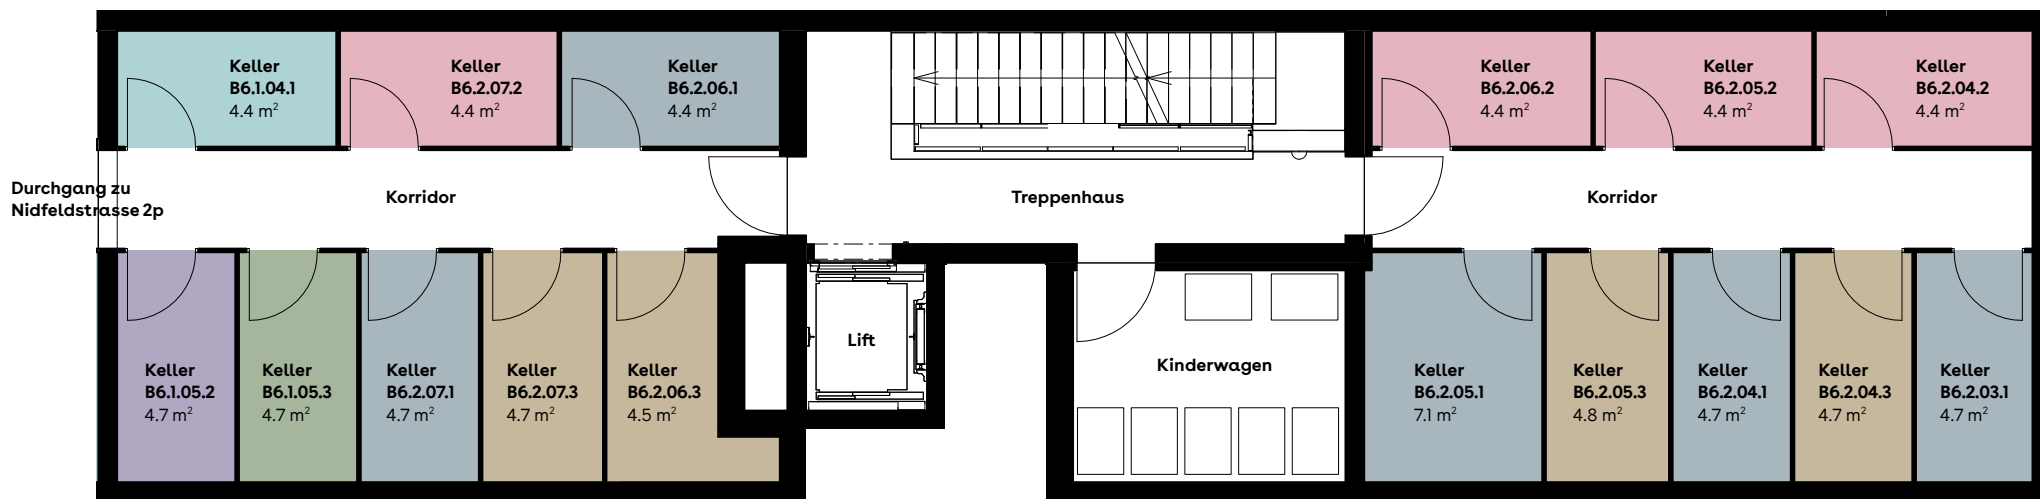 Keller
B6.1.04.1
4.4 m²
Keller
B6.2.07.2
4.4 m²
Keller
B6.2.06.1
4.4 m²
Keller
B6.2.06.2
4.4 m²
Keller
B6.2.05.2
4.4 m²
Keller
B6.2.04.2
4.4 m²
Durchgang zu
Nidfeldstrasse 2p
Korridor
Treppenhaus
Korridor
Keller
B6.1.05.2
4.7 m²
Keller
B6.1.05.3
4.7 m²
Keller
B6.2.07.1
4.7 m²
Keller
B6.2.07.3
4.7 m²
Keller
B6.2.06.3
4.5 m²
Lift
Kinderwagen
Keller
B6.2.05.1
7.1 m²
Keller
B6.2.05.3
4.8 m²
Keller
B6.2.04.1
4.7 m²
Keller
B6.2.04.3
4.7 m²
Keller
B6.2.03.1
4.7 m²